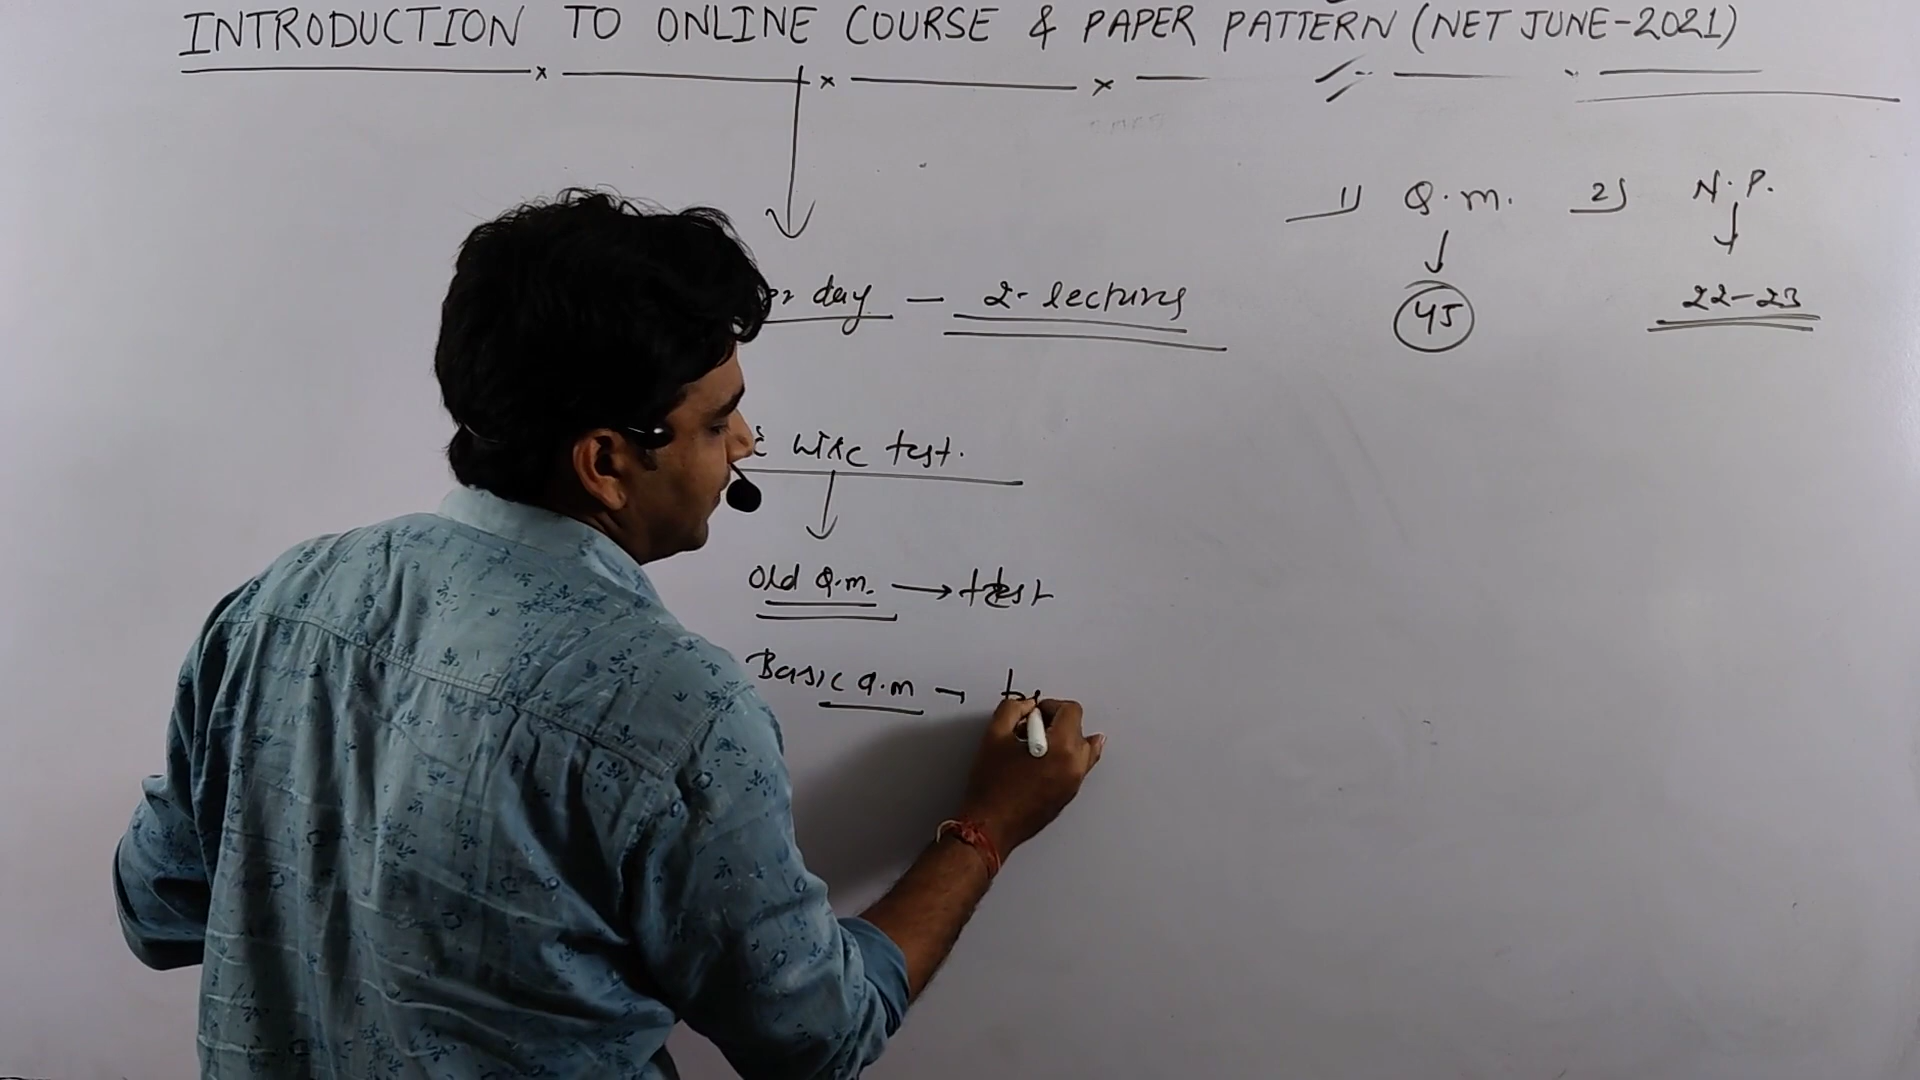 INTRODUCTION TO ONLINE COURSE & PAPER PATTERN (NET JUNE-2021)
1) Q.m. 2) N.P.
45 22-23
day — 2- lectures
wise test.
Old Q.m. → test
Basic Q.m →